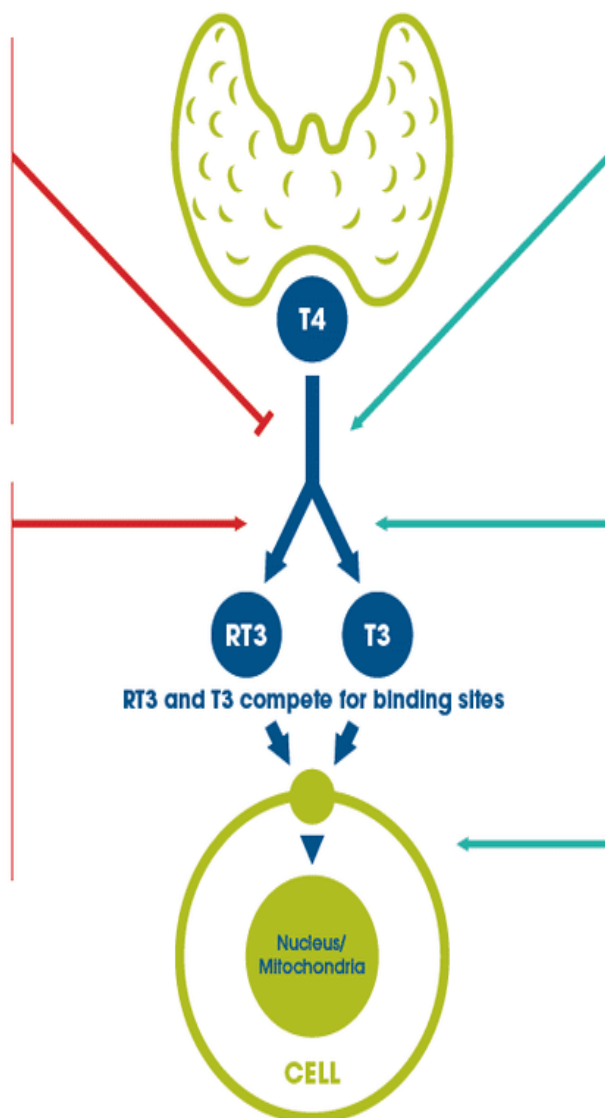 T4
RT3
T3
RT3 and T3 compete for binding sites
Nucleus/
Mitochondria
CELL